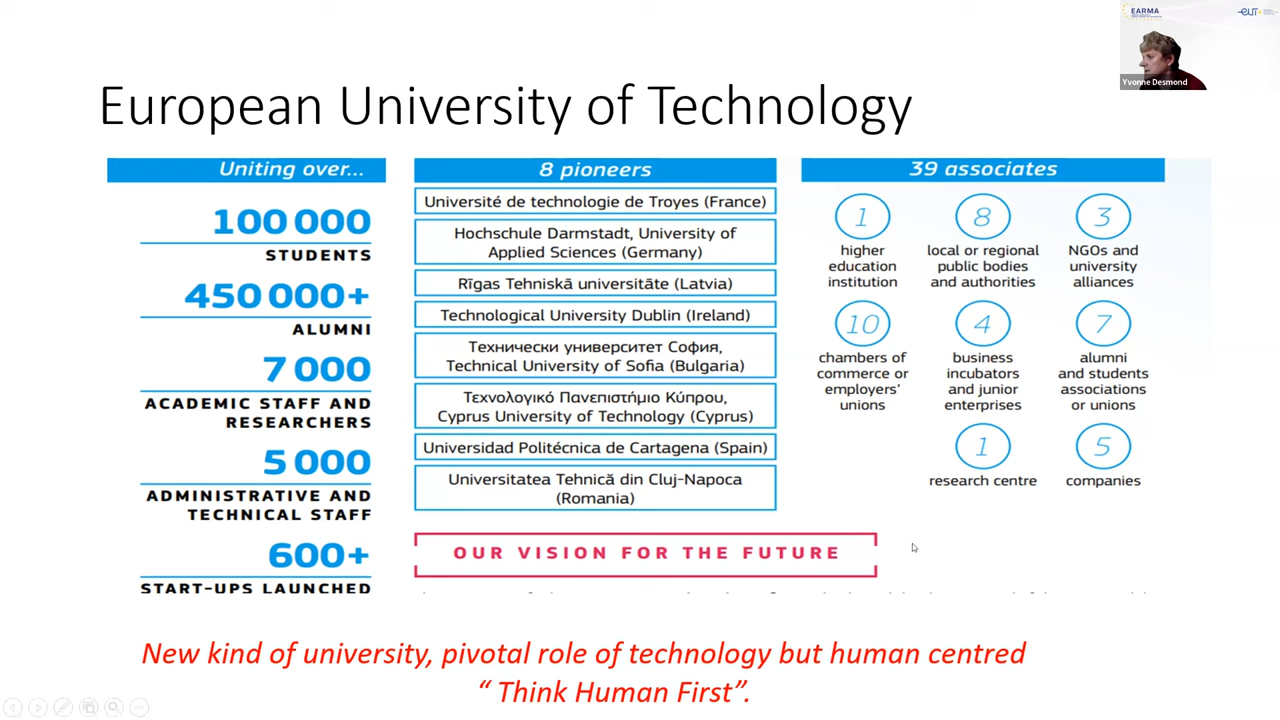 EARMA
eut+
Yvonne Desmond
European University of Technology
Uniting over...
100 000
STUDENTS
450 000+
ALUMNI
7 000
ACADEMIC STAFF AND
RESEARCHERS
5 000
ADMINISTRATIVE AND
TECHNICAL STAFF
600+
START-UPS LAUNCHED
8 pioneers
Université de technologie de Troyes (France)
Hochschule Darmstadt, University of
Applied Sciences (Germany)
Rīgas Tehniskā universitāte (Latvia)
Technological University Dublin (Ireland)
Технически университет София,
Technical University of Sofia (Bulgaria)
Τεχνολογικό Πανεπιστήμιο Κύπρου,
Cyprus University of Technology (Cyprus)
Universidad Politécnica de Cartagena (Spain)
Universitatea Tehnică din Cluj-Napoca
(Romania)
39 associates
1
higher
education
institution
8
local or regional
public bodies
and authorities
3
NGOs and
university
alliances
10
chambers of
commerce or
employers'
unions
4
business
incubators
and junior
enterprises
7
alumni
and students
associations
or unions
1
research centre
5
companies
OUR VISION FOR THE FUTURE
New kind of university, pivotal role of technology but human centred
“ Think Human First”.